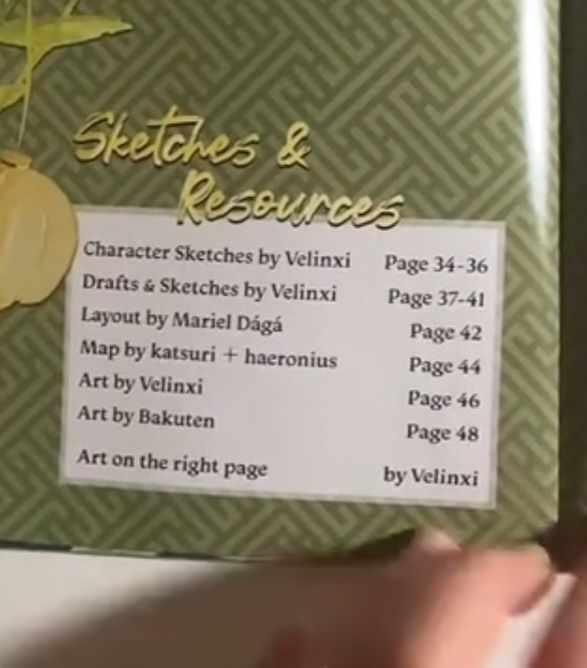 Sketches &
Resources
Character Sketches by Velinxi Page 34-36
Drafts & Sketches by Velinxi Page 37-41
Layout by Mariel Dágá Page 42
Map by katsuri + haeronius Page 44
Art by Velinxi Page 46
Art by Bakuten Page 48
Art on the right page by Velinxi